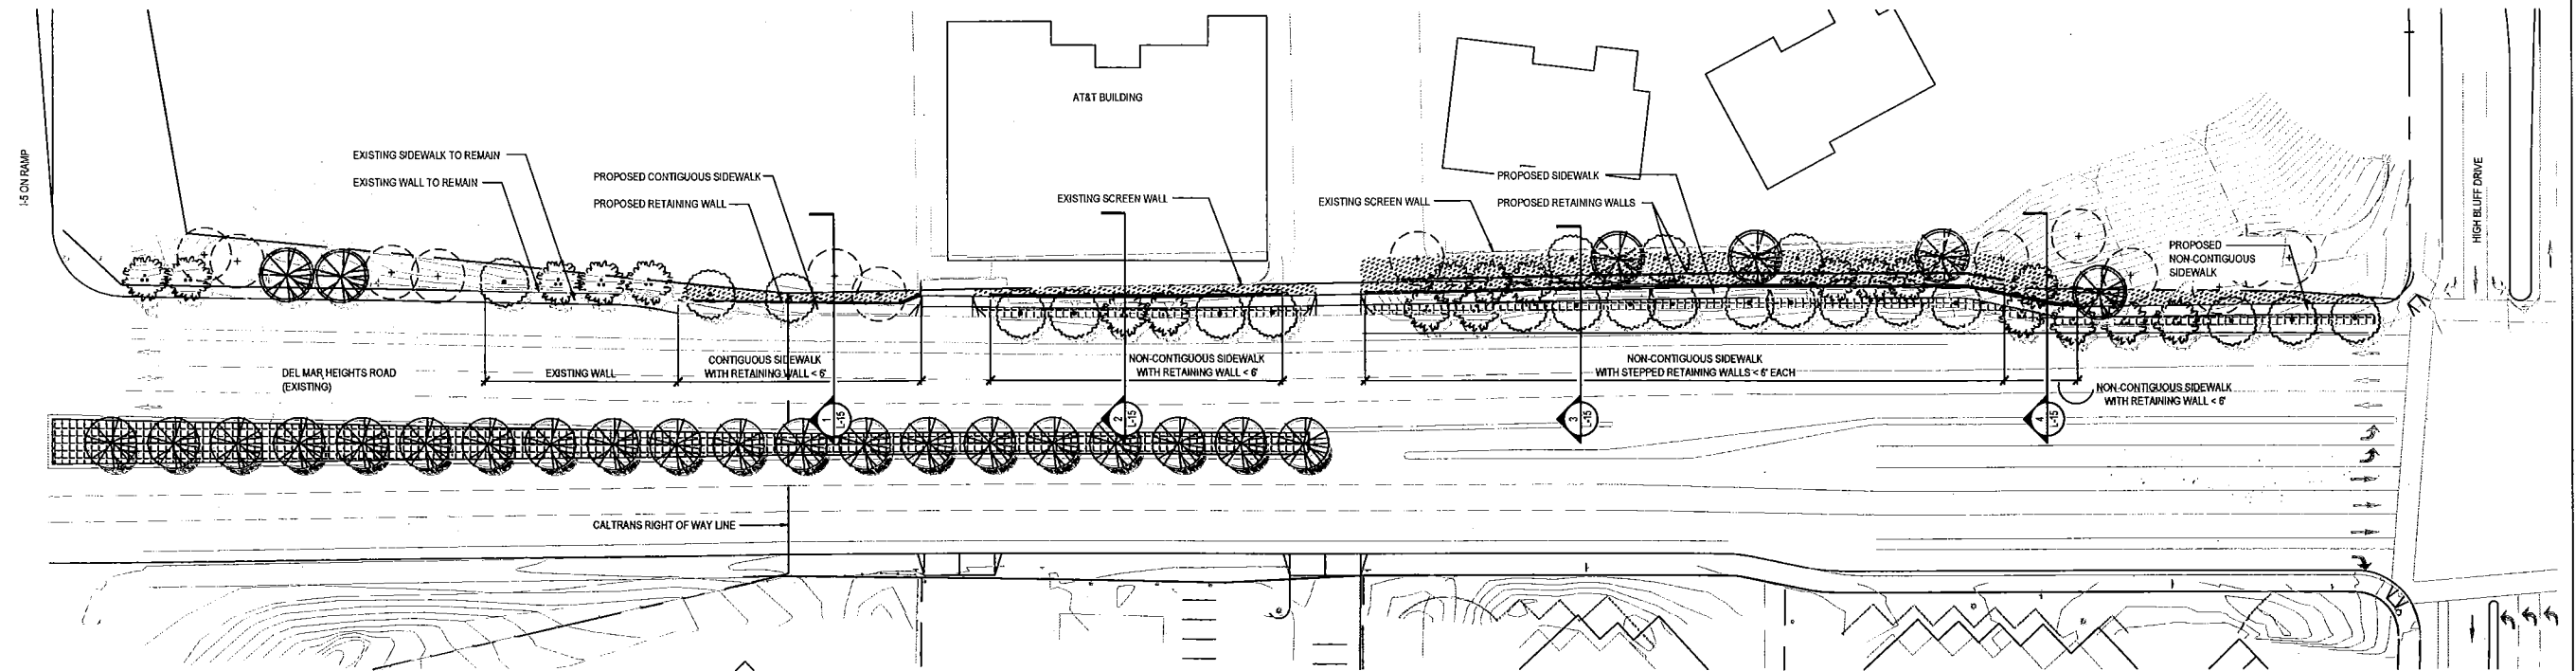 I-5 ON RAMP
EXISTING SIDEWALK TO REMAIN
EXISTING WALL TO REMAIN
PROPOSED CONTIGUOUS SIDEWALK
PROPOSED RETAINING WALL
AT&T BUILDING
EXISTING SCREEN WALL
EXISTING SCREEN WALL
PROPOSED SIDEWALK
PROPOSED RETAINING WALLS
PROPOSED
NON-CONTIGUOUS
SIDEWALK
HIGH BLUFF DRIVE
DEL MAR HEIGHTS ROAD
(EXISTING)
EXISTING WALL
CONTIGUOUS SIDEWALK
WITH RETAINING WALL < 6'
NON-CONTIGUOUS SIDEWALK
WITH RETAINING WALL < 6'
NON-CONTIGUOUS SIDEWALK
WITH STEPPED RETAINING WALLS < 6' EACH
NON-CONTIGUOUS SIDEWALK
WITH RETAINING WALL < 6'
1
L-15
2
L-15
3
L-15
4
L-15
CALTRANS RIGHT OF WAY LINE